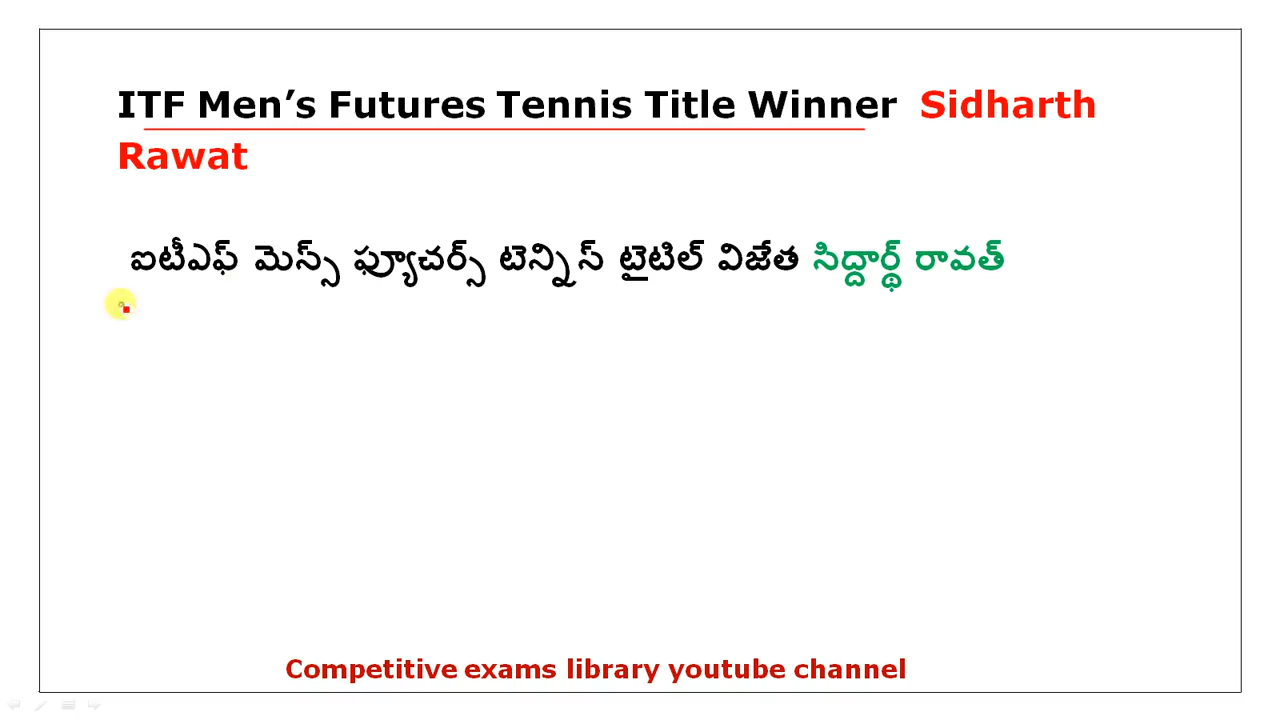 ITF Men’s Futures Tennis Title Winner Sidharth
Rawat
ఐటీఎఫ్ మెన్స్ ఫ్యూచర్స్ టెన్నిస్ టైటిల్ విజేత సిద్దార్థ్ రావత్
Competitive exams library youtube channel